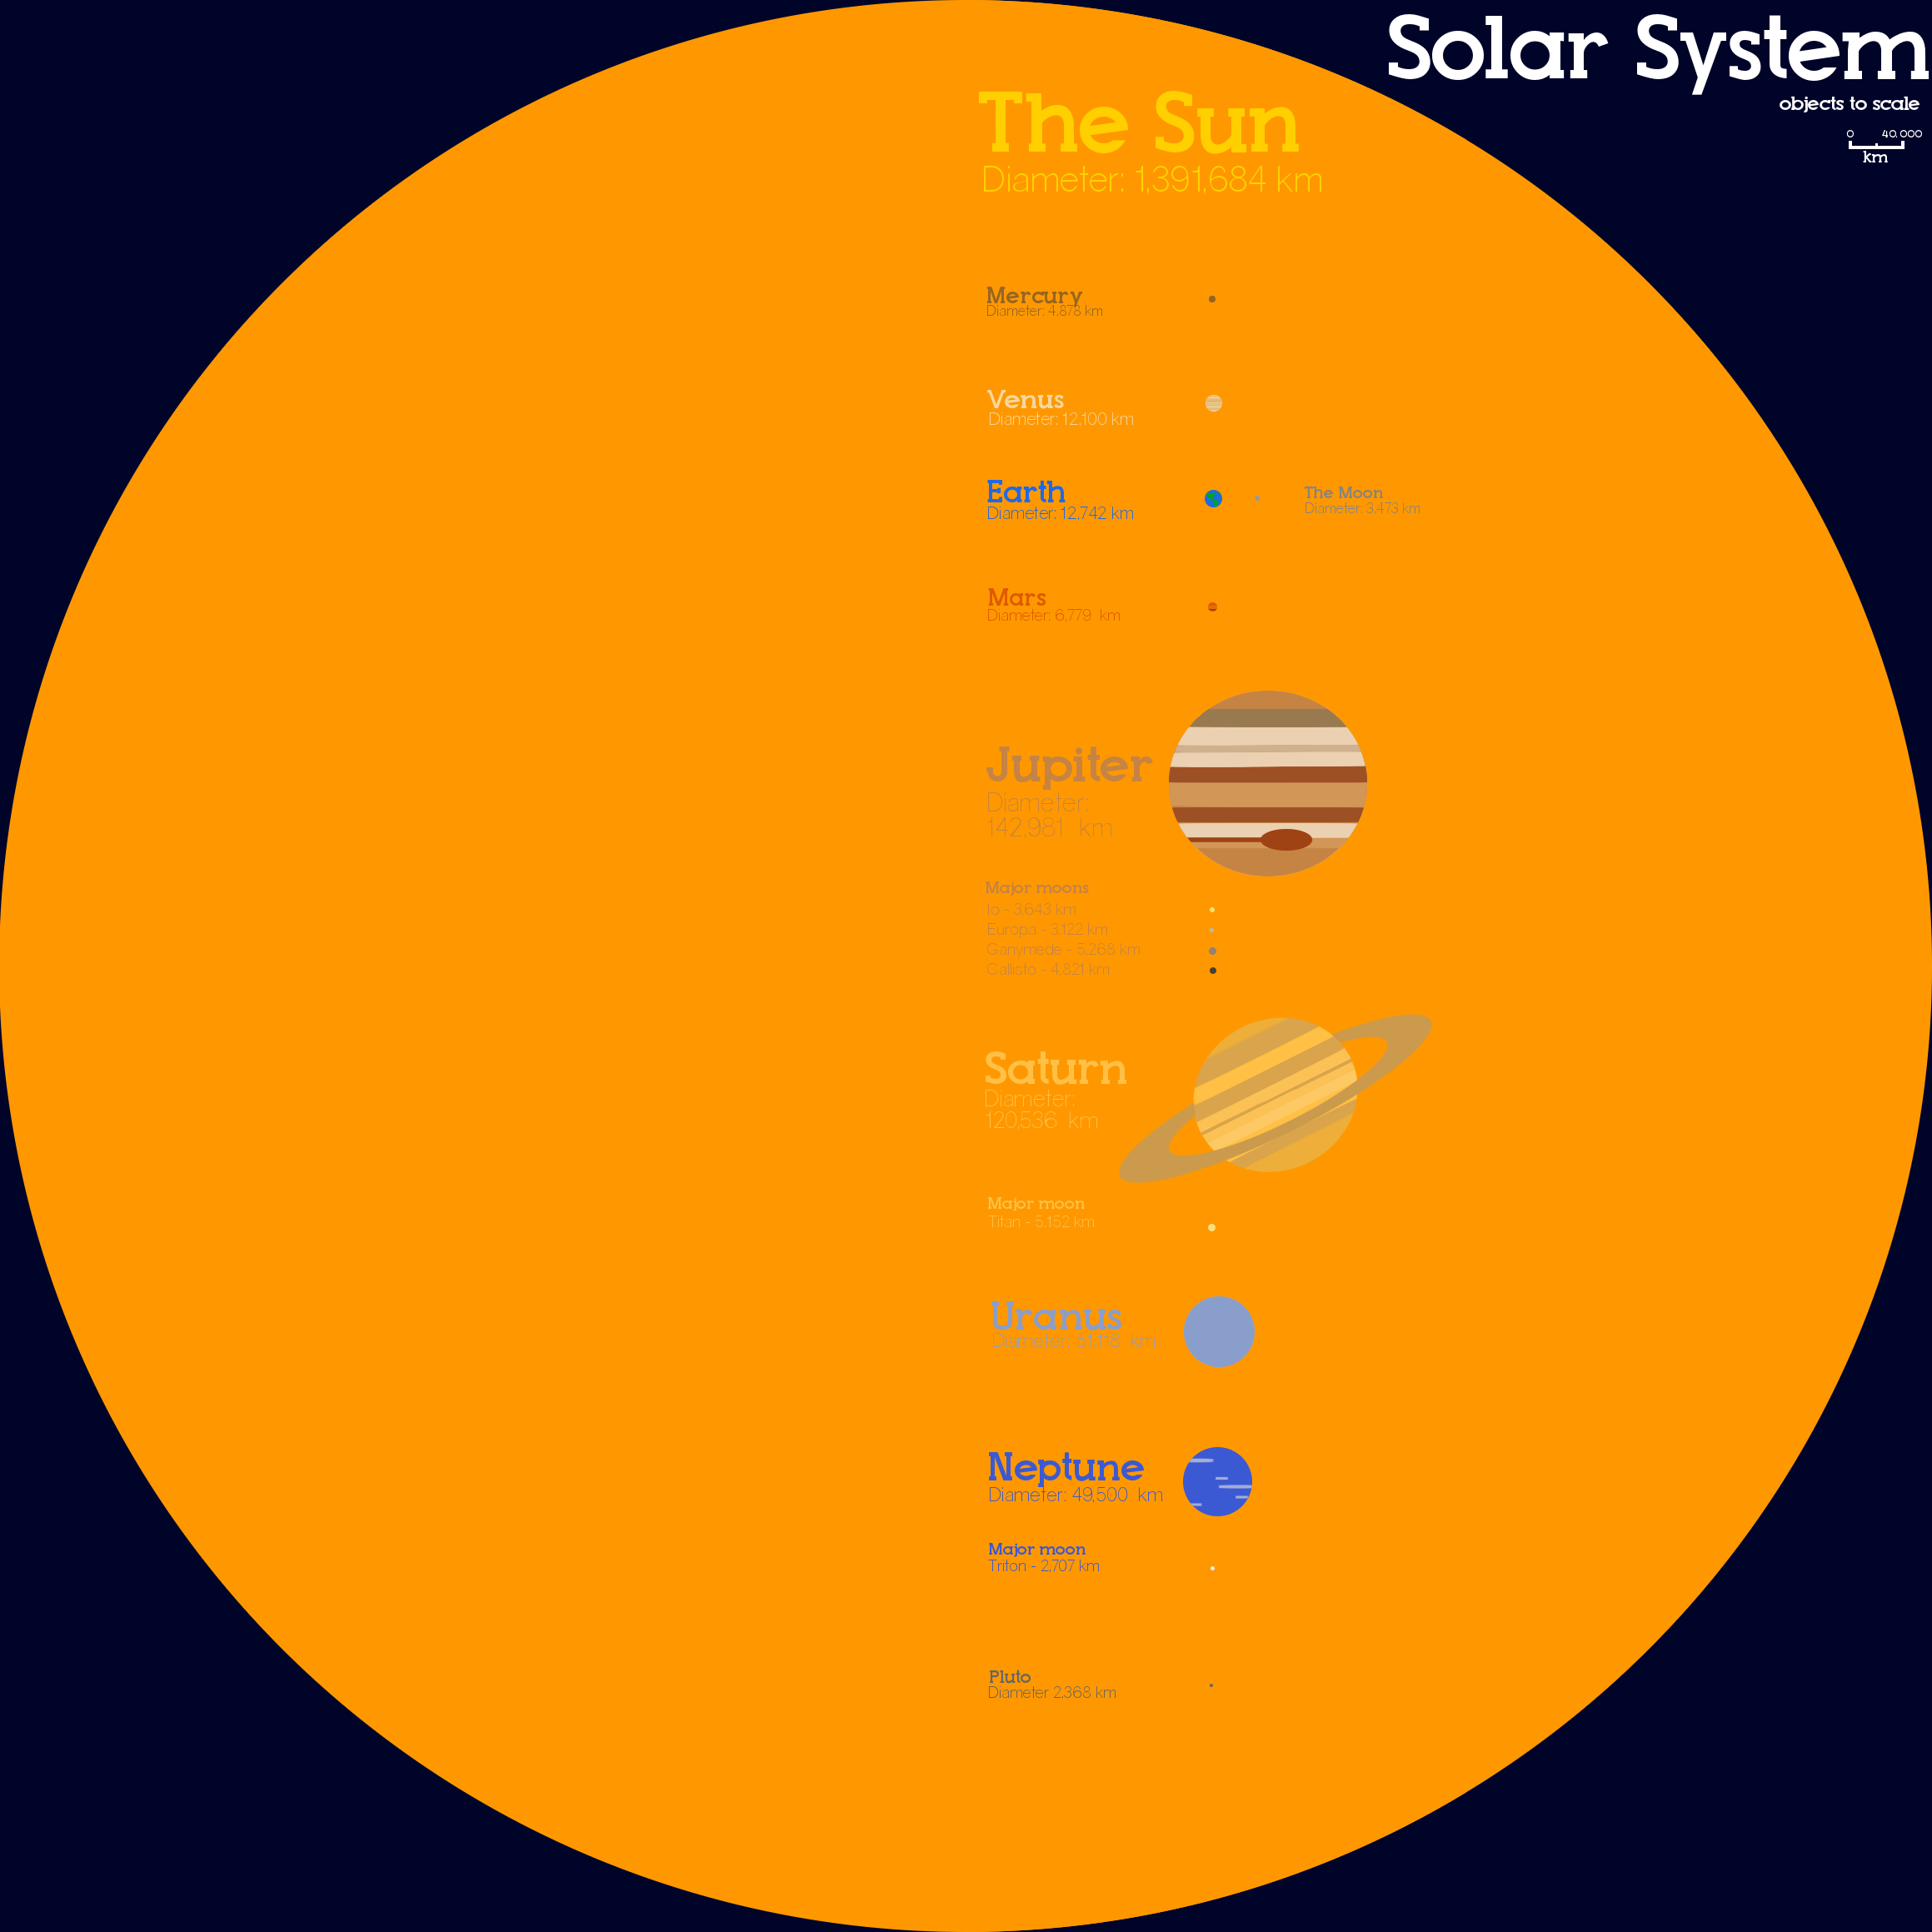 Solar System
objects to scale
0 40,000
km
The Sun
Diameter: 1,391,684 km
Mercury
Diameter: 4,878 km
Venus
Diameter: 12,100 km
Earth
Diameter: 12,742 km
The Moon
Diameter: 3,473 km
Mars
Diameter: 6,779 km
Jupiter
Diameter:
142,981 km
Major moons
Io - 3,643 km
Europa - 3,122 km
Ganymede - 5,268 km
Callisto - 4,821 km
Saturn
Diameter:
120,536 km
Major moon
Titan - 5,152 km
Uranus
Diameter: 51,118 km
Neptune
Diameter: 49,500 km
Major moon
Triton - 2,707 km
Pluto
Diameter 2,368 km